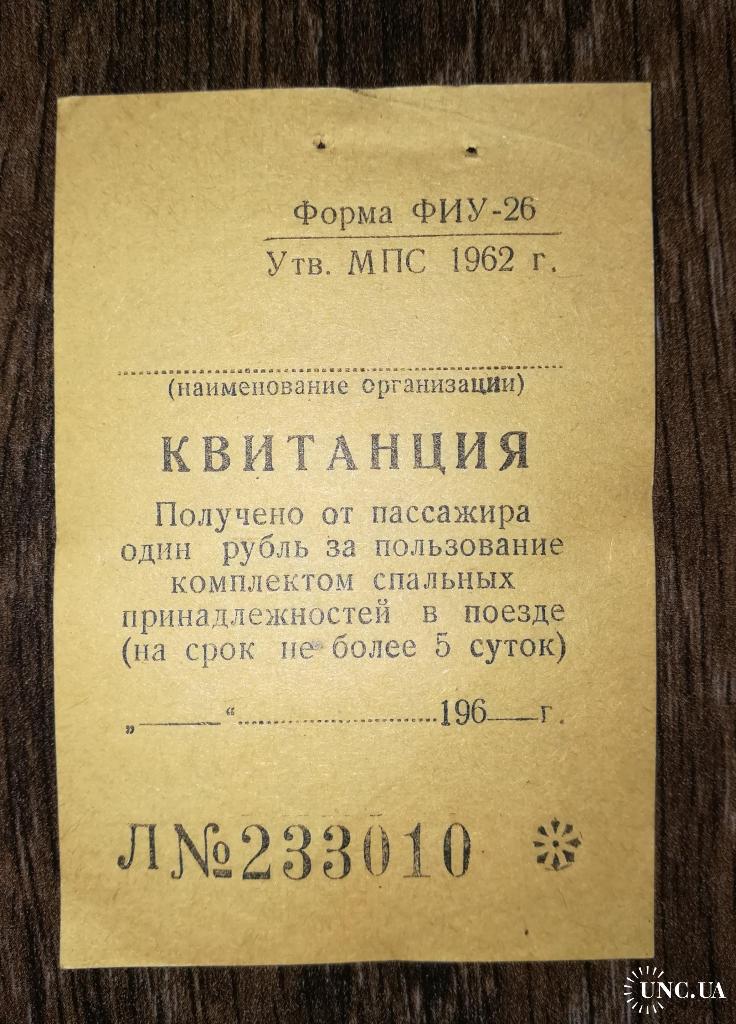 Форма ФИУ-26
Утв. МПС 1962 г.
(наименование организации)
КВИТАНЦИЯ
Получено от пассажира
один рубль за пользование
комплектом спальных
принадлежностей в поезде
(на срок не более 5 суток)
„——“....................196——г.
Л№233010
UNC.UA